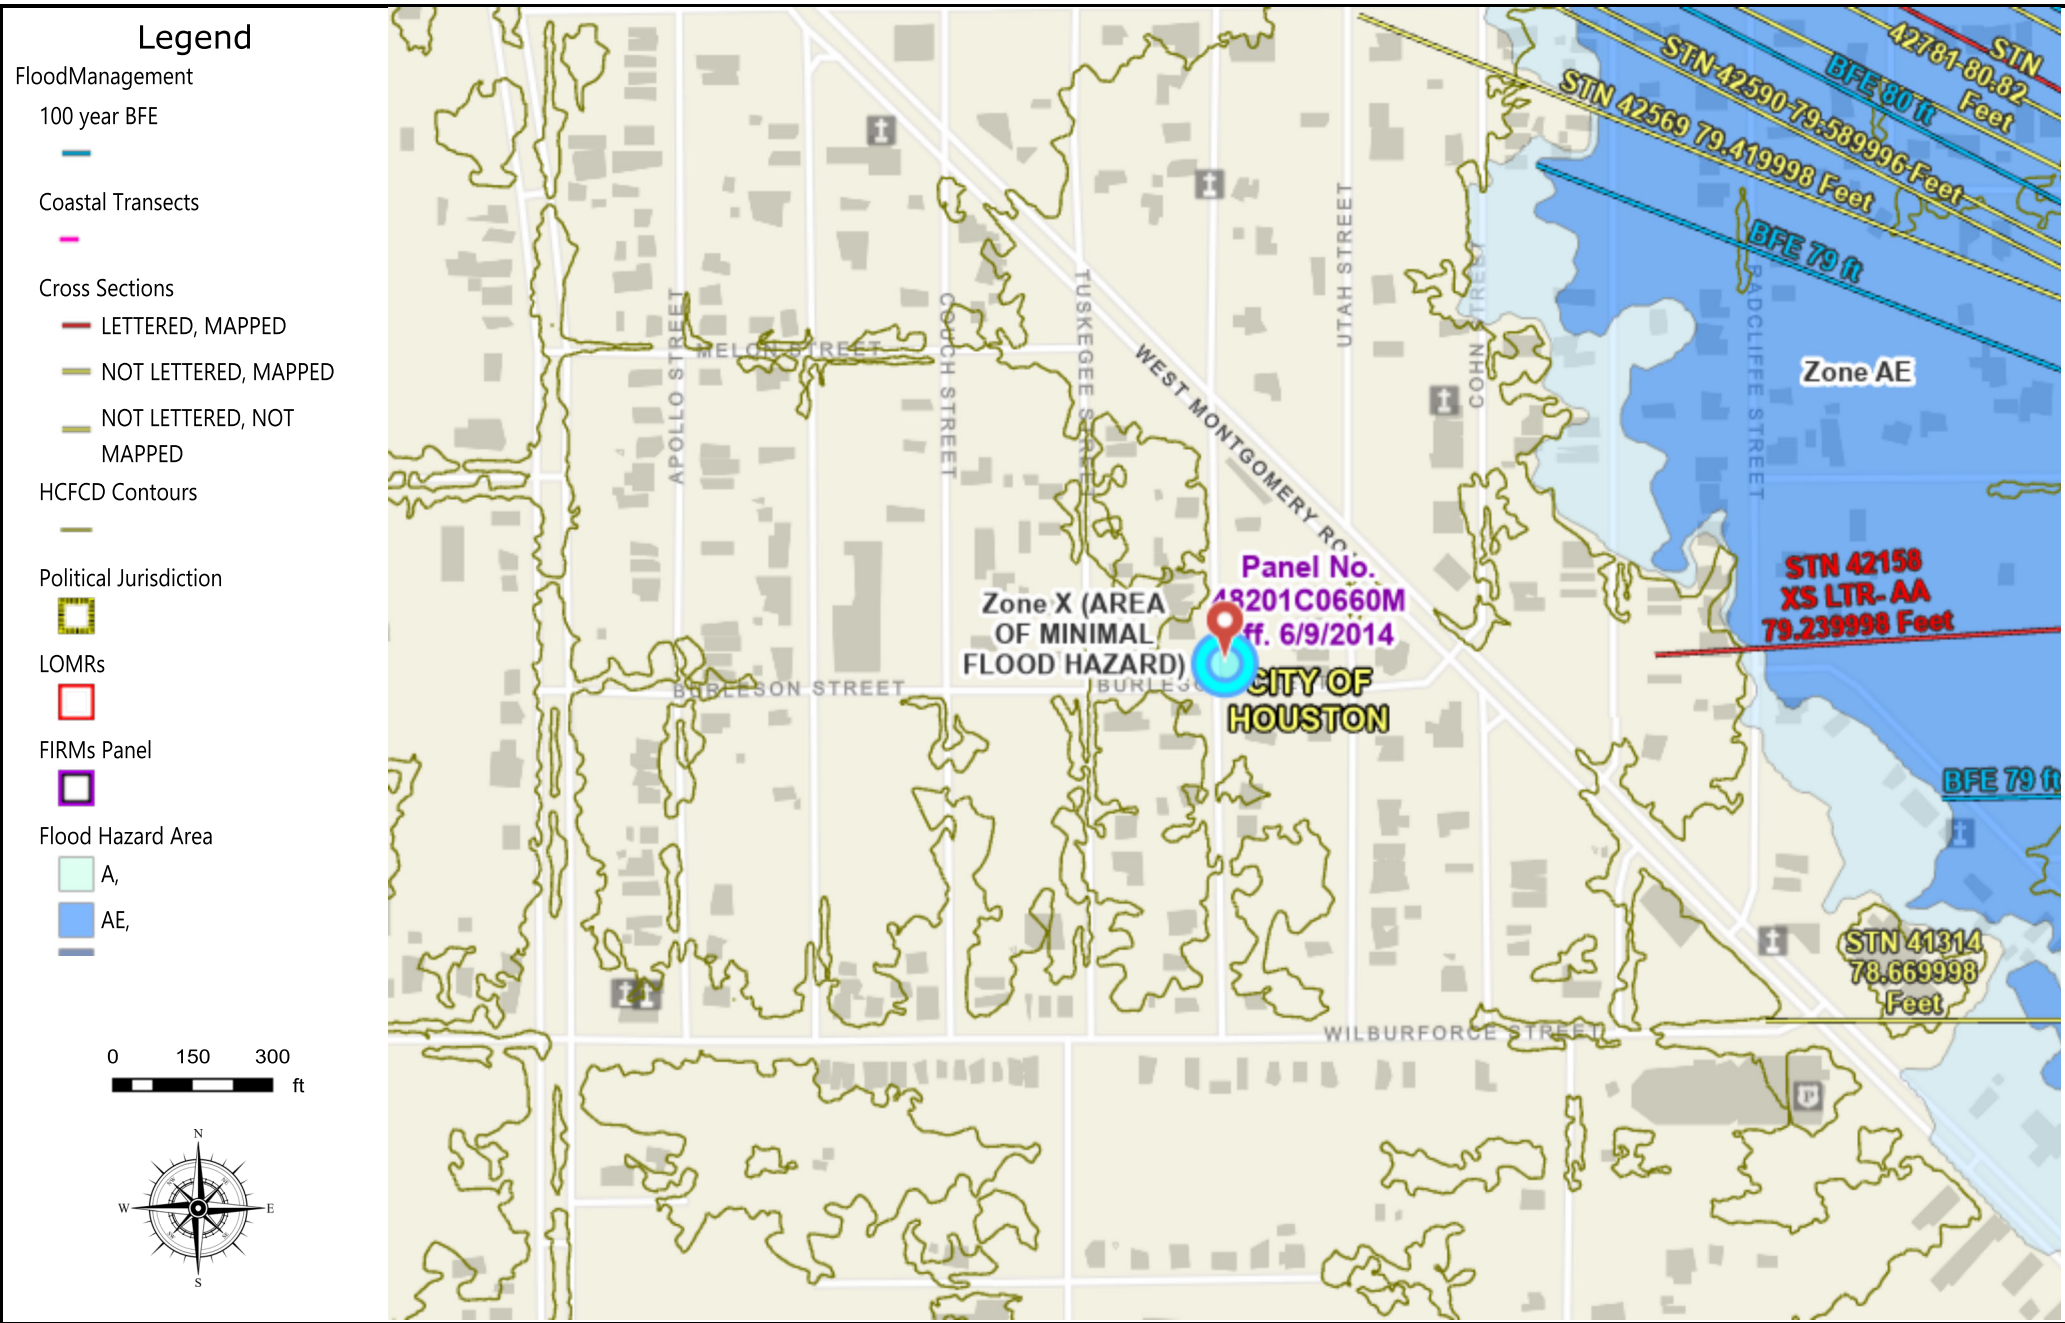 Legend
FloodManagement
100 year BFE
Coastal Transects
Cross Sections
LETTERED, MAPPED
NOT LETTERED, MAPPED
NOT LETTERED, NOT
MAPPED
HCFCD Contours
Political Jurisdiction
LOMRs
FIRMs Panel
Flood Hazard Area
A,
AE,
0 150 300
ft
N
W E
S
STN
42781-80.82
Feet
BFE 80 ft
STN-42590-79.589996-Feet
STN 42569 79.419998 Feet
BFE 79 ft
Zone AE
RADCLIFFE STREET
COHN STREET
UTAH STREET
TUSKEGEE STREET
COUCH STREET
APOLLO STREET
MELON STREET
WEST MONTGOMERY RO
Panel No.
48201C0660M
ff. 6/9/2014
Zone X (AREA
OF MINIMAL
FLOOD HAZARD)
CITY OF
HOUSTON
BURLESON STREET
BURLES
STN 42158
XS LTR- AA
79.239998 Feet
BFE 79 ft
STN 41314
78.669998
Feet
WILBURFORCE STREET
P